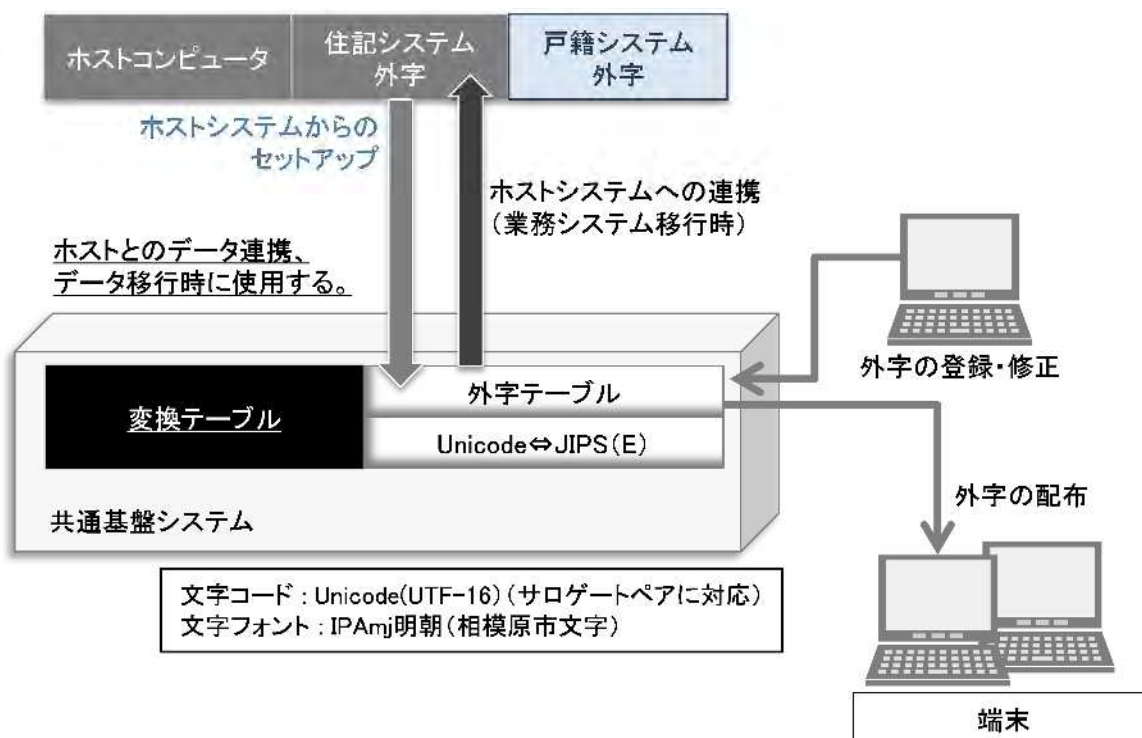 ホストコンピュータ
住記システム
外字
戸籍システム
外字
ホストシステムからの
セットアップ
ホストシステムへの連携
(業務システム移行時)
ホストとのデータ連携、
データ移行時に使用する。
外字の登録・修正
変換テーブル
外字テーブル
Unicode⇔JIPS(E)
共通基盤システム
外字の配布
文字コード:Unicode(UTF-16)(サロゲートペアに対応)
文字フォント:IPAmj明朝(相模原市文字)
端末